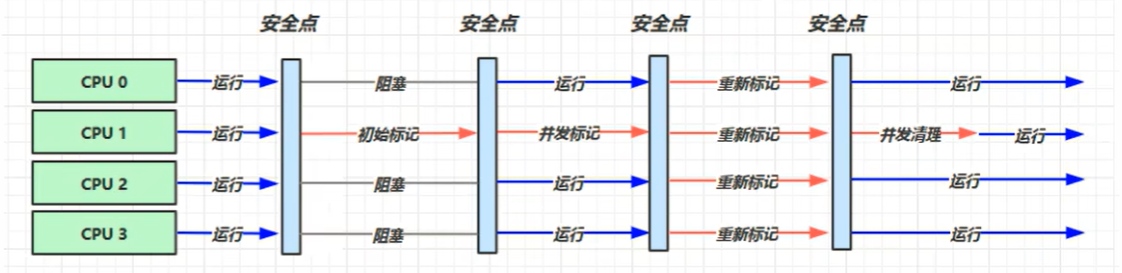 安全点 安全点 安全点 安全点
CPU 0 运行 阻塞 运行 重新标记 运行
CPU 1 运行 初始标记 并发标记 重新标记 并发清理 运行
CPU 2 运行 阻塞 运行 重新标记 运行
CPU 3 运行 阻塞 运行 重新标记 运行